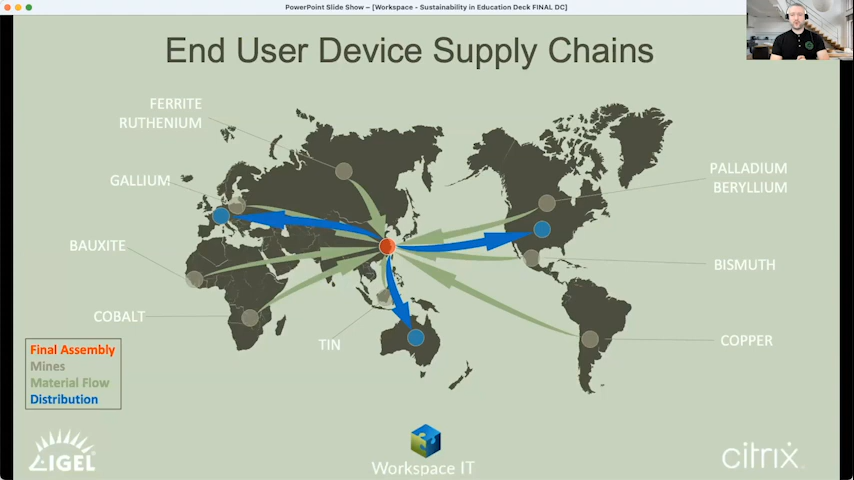 PowerPoint Slide Show – [Workspace - Sustainability in Education Deck FINAL DC]
End User Device Supply Chains
FERRITE
RUTHENIUM
GALLIUM
PALLADIUM
BERYLLIUM
BAUXITE
BISMUTH
COBALT
TIN
COPPER
Final Assembly
Mines
Material Flow
Distribution
IGEL
Workspace IT
citrix